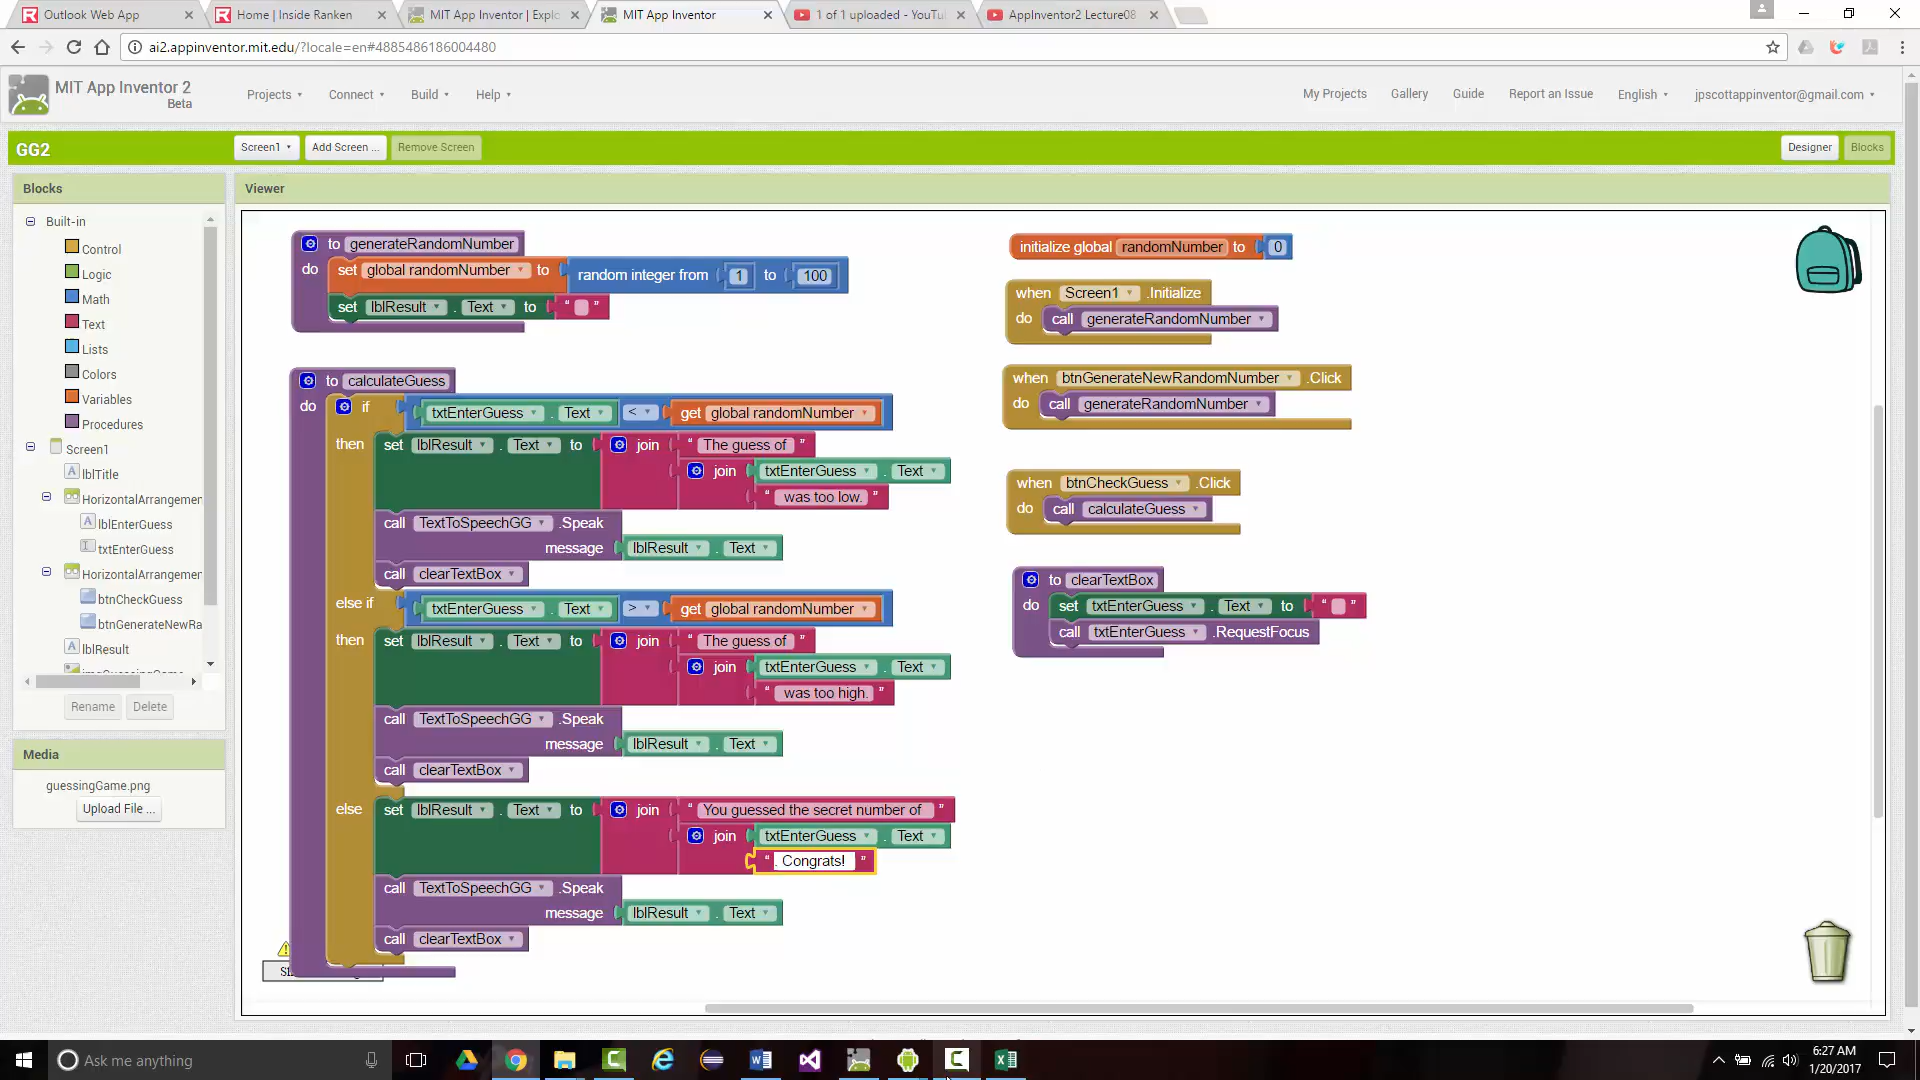 Outlook Web App
Home | Inside Ranken
MIT App Inventor | Explo
MIT App Inventor
1 of 1 uploaded - YouTu
AppInventor2 Lecture08
ai2.appinventor.mit.edu/?locale=en#4885486186004480
MIT App Inventor 2
Beta
Projects
Connect
Build
Help
My Projects
Gallery
Guide
Report an Issue
English
jpscottappinventor@gmail.com
GG2
Screen1
Add Screen ...
Remove Screen
Designer
Blocks
Blocks
Built-in
Control
Logic
Math
Text
Lists
Colors
Variables
Procedures
Screen1
lblTitle
HorizontalArrangemen
lblEnterGuess
txtEnterGuess
HorizontalArrangemen
btnCheckGuess
btnGenerateNewRa
lblResult
Rename
Delete
Media
guessingGame.png
Upload File ...
Viewer
to generateRandomNumber
do set global randomNumber to random integer from 1 to 100
set lblResult . Text to “ ”
to calculateGuess
do if txtEnterGuess . Text < get global randomNumber
then set lblResult . Text to join “ The guess of ”
join txtEnterGuess . Text
“ was too low. ”
call TextToSpeechGG .Speak
message lblResult . Text
call clearTextBox
else if txtEnterGuess . Text > get global randomNumber
then set lblResult . Text to join “ The guess of ”
join txtEnterGuess . Text
“ was too high. ”
call TextToSpeechGG .Speak
message lblResult . Text
call clearTextBox
else set lblResult . Text to join “ You guessed the secret number of ”
join txtEnterGuess . Text
“ . Congrats! ”
call TextToSpeechGG .Speak
message lblResult . Text
call clearTextBox
initialize global randomNumber to 0
when Screen1 .Initialize
do call generateRandomNumber
when btnGenerateNewRandomNumber .Click
do call generateRandomNumber
when btnCheckGuess .Click
do call calculateGuess
to clearTextBox
do set txtEnterGuess . Text to “ ”
call txtEnterGuess .RequestFocus
Ask me anything
6:27 AM
1/20/2017